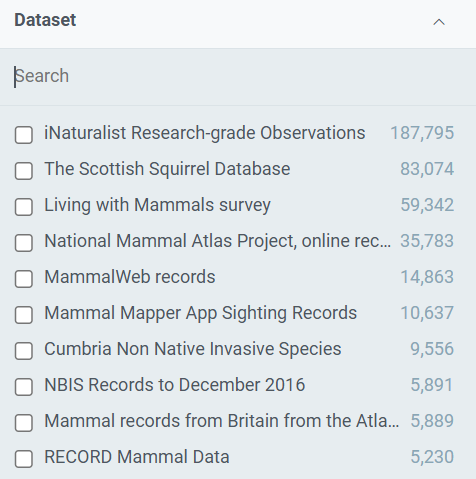 Dataset
Search
iNaturalist Research-grade Observations 187,795
The Scottish Squirrel Database 83,074
Living with Mammals survey 59,342
National Mammal Atlas Project, online rec... 35,783
MammalWeb records 14,863
Mammal Mapper App Sighting Records 10,637
Cumbria Non Native Invasive Species 9,556
NBIS Records to December 2016 5,891
Mammal records from Britain from the Atla... 5,889
RECORD Mammal Data 5,230